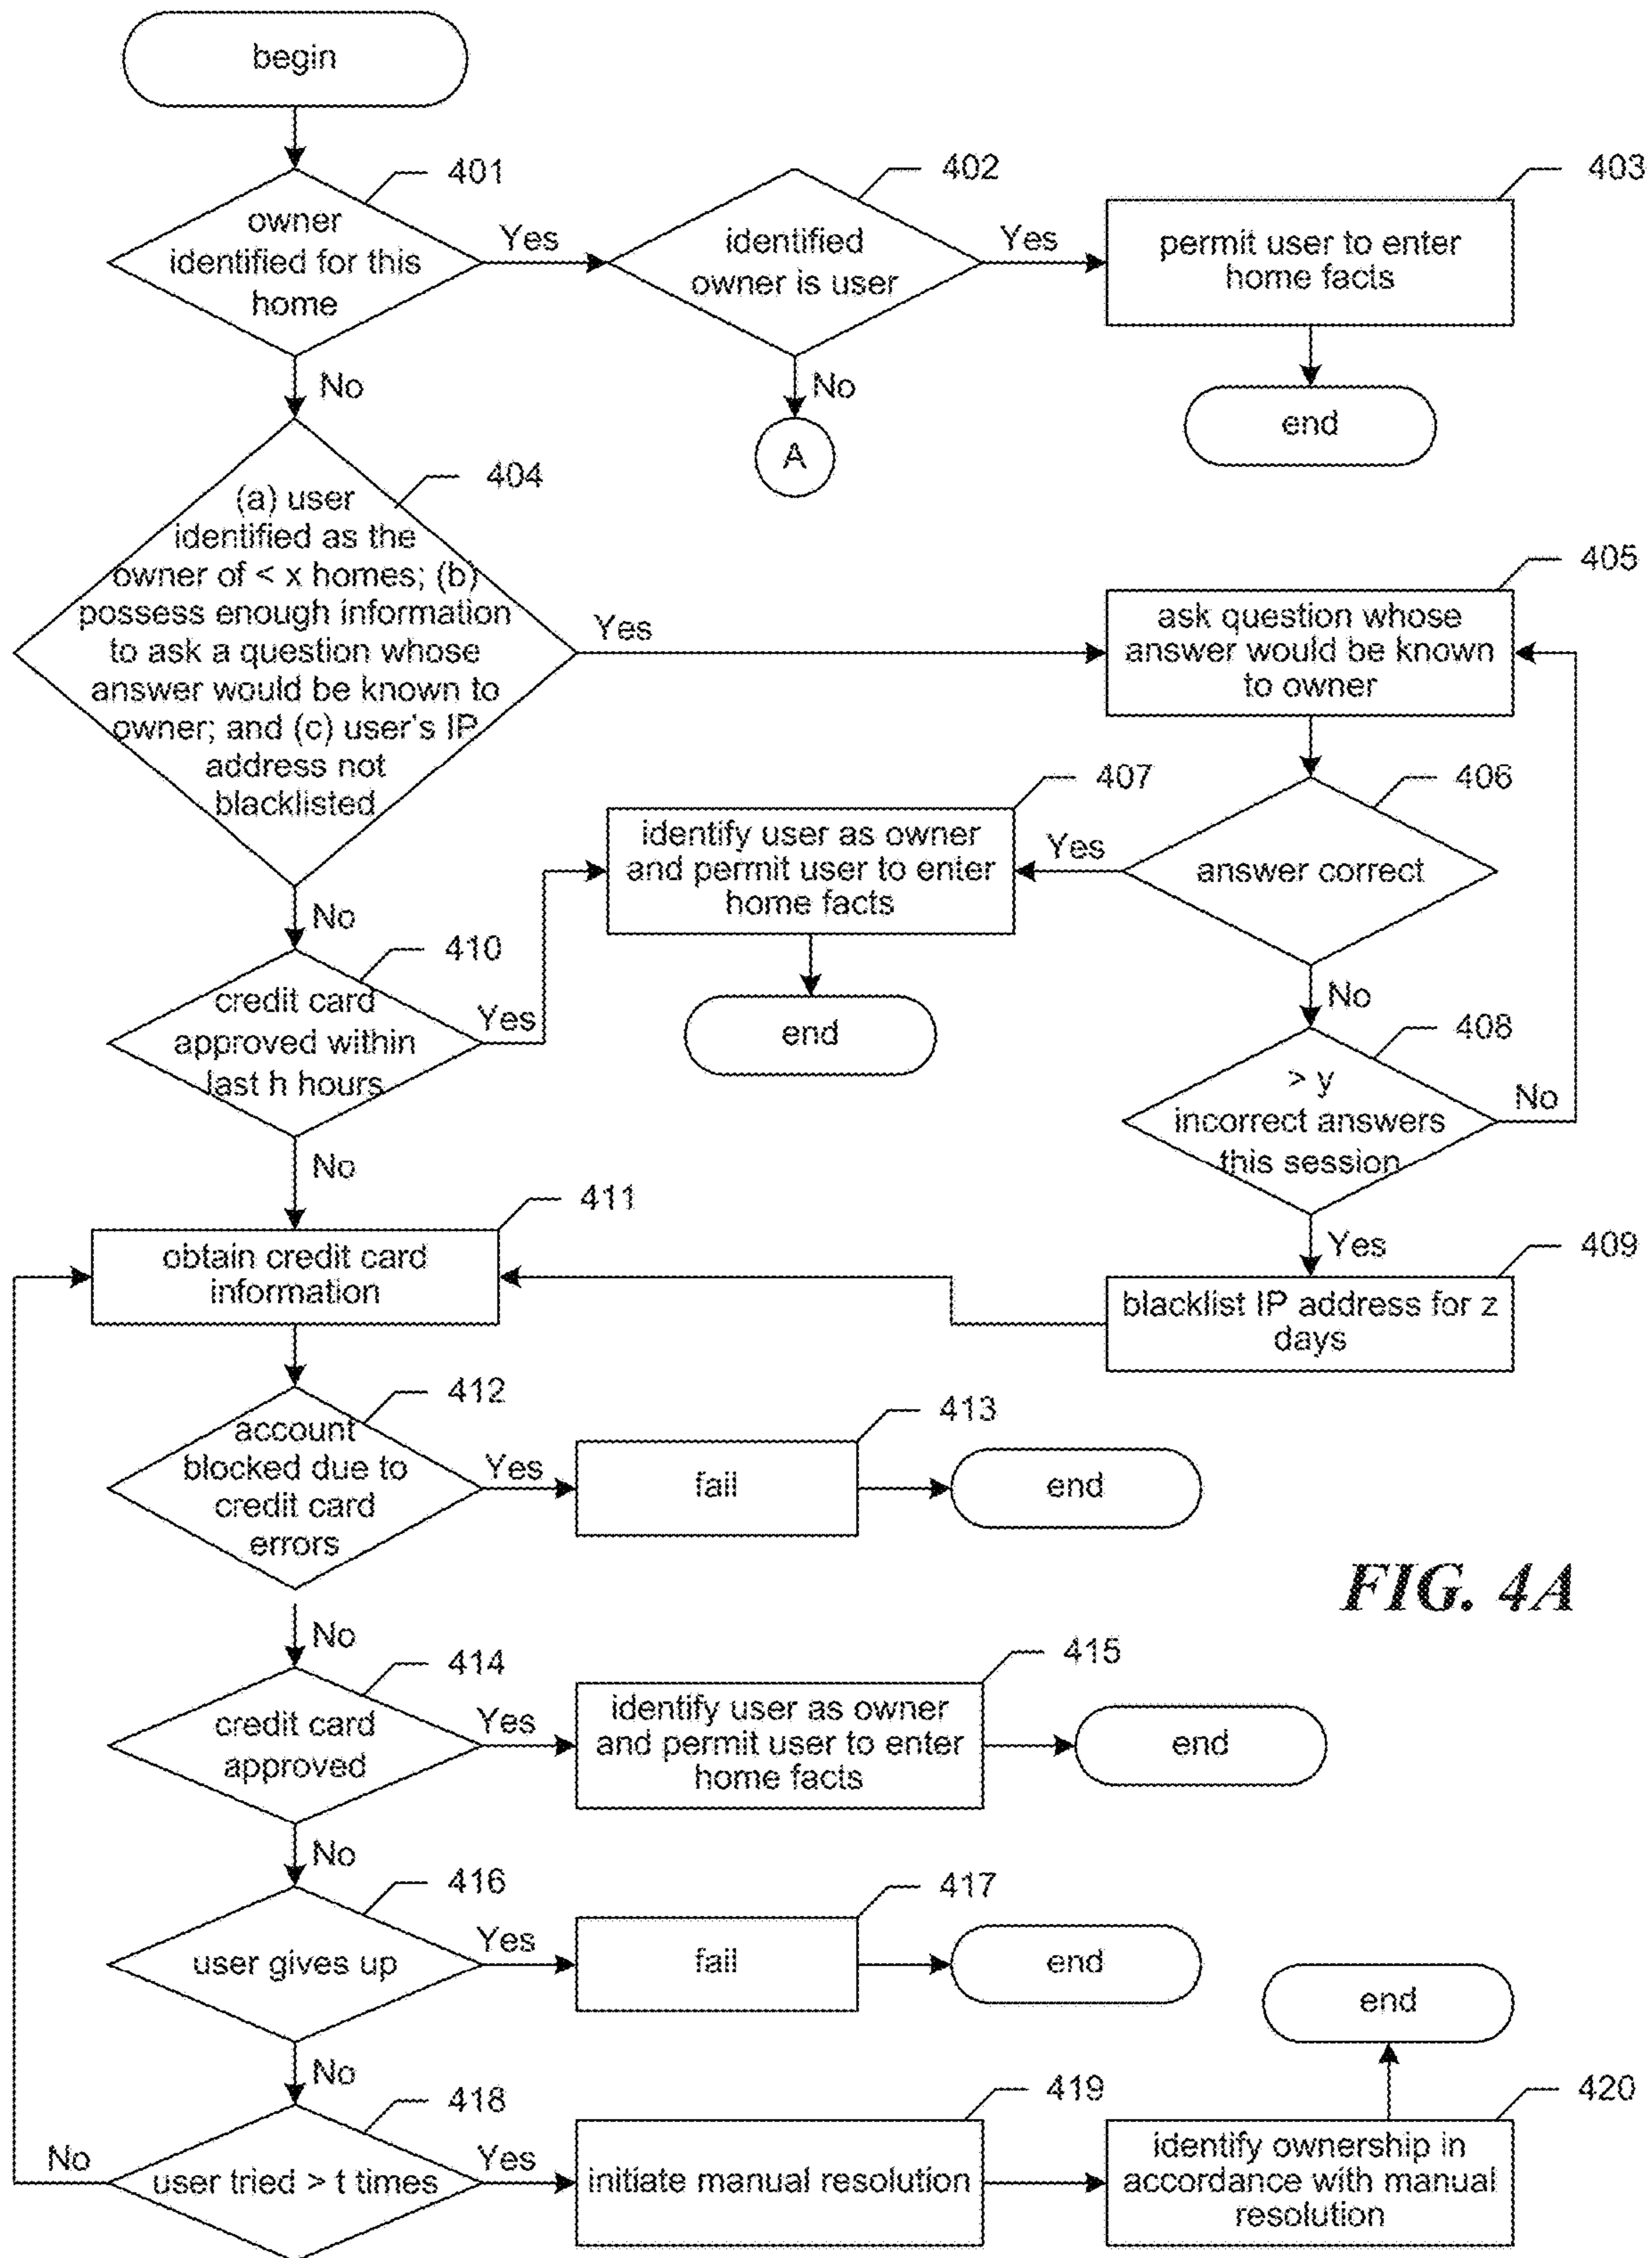 begin
401
owner
identified for this
home
Yes
402
identified
owner is user
Yes
403
permit user to enter
home facts
end
No
No
A
404
(a) user
identified as the
owner of < x homes; (b)
possess enough information
to ask a question whose
answer would be known to
owner; and (c) user's IP
address not
blacklisted
Yes
405
ask question whose
answer would be known
to owner
406
answer correct
Yes
407
identify user as owner
and permit user to enter
home facts
end
No
408
> y
incorrect answers
this session
No
Yes
409
blacklist IP address for z
days
No
410
credit card
approved within
last h hours
Yes
No
411
obtain credit card
information
412
account
blocked due to
credit card
errors
Yes
413
fail
end
FIG. 4A
No
414
credit card
approved
Yes
415
identify user as owner
and permit user to enter
home facts
end
No
416
user gives up
Yes
417
fail
end
No
418
user tried > t times
No
Yes
419
initiate manual resolution
420
identify ownership in
accordance with manual
resolution
end